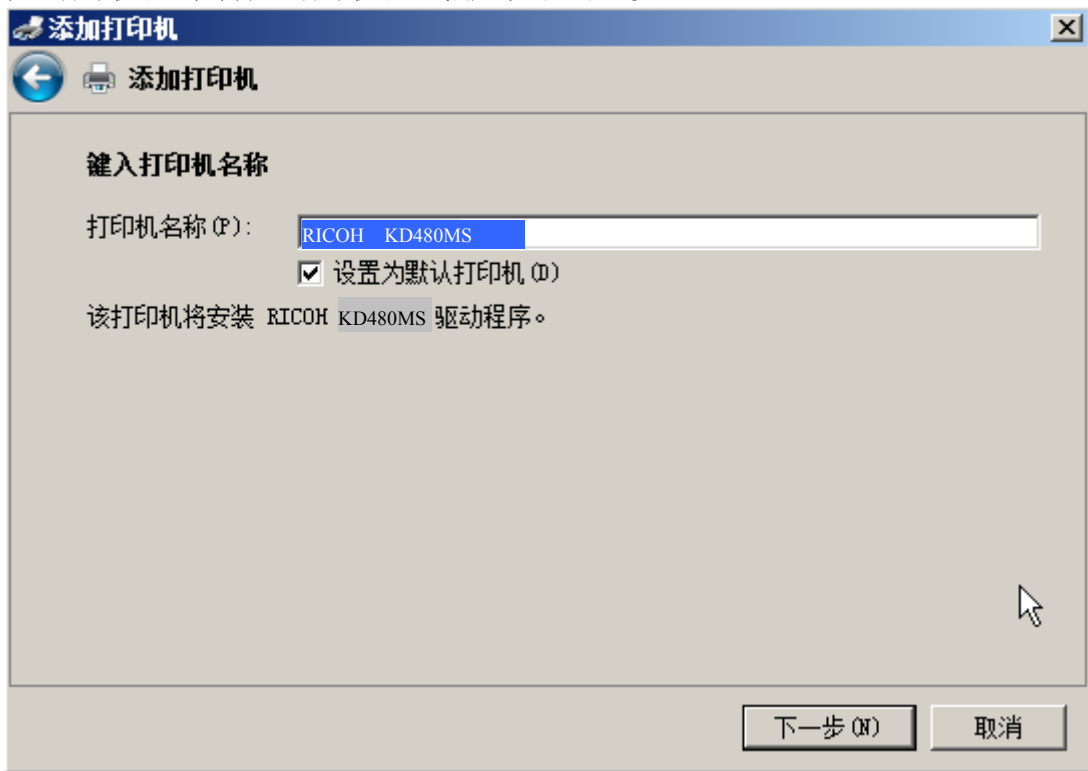 添加打印机
添加打印机
键入打印机名称
打印机名称(P): RICOH KD480MS
设置为默认打印机(D)
该打印机将安装 RICOH KD480MS 驱动程序。
下一步(N) 取消